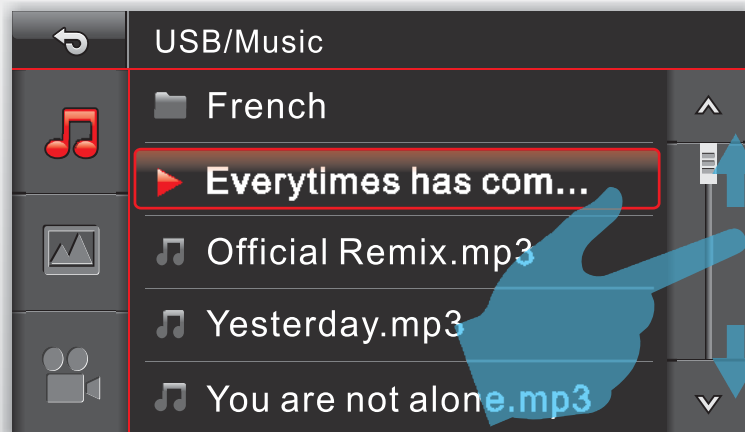 USB/Music
French
Everytimes has com...
Official Remix.mp3
Yesterday.mp3
You are not alone.mp3